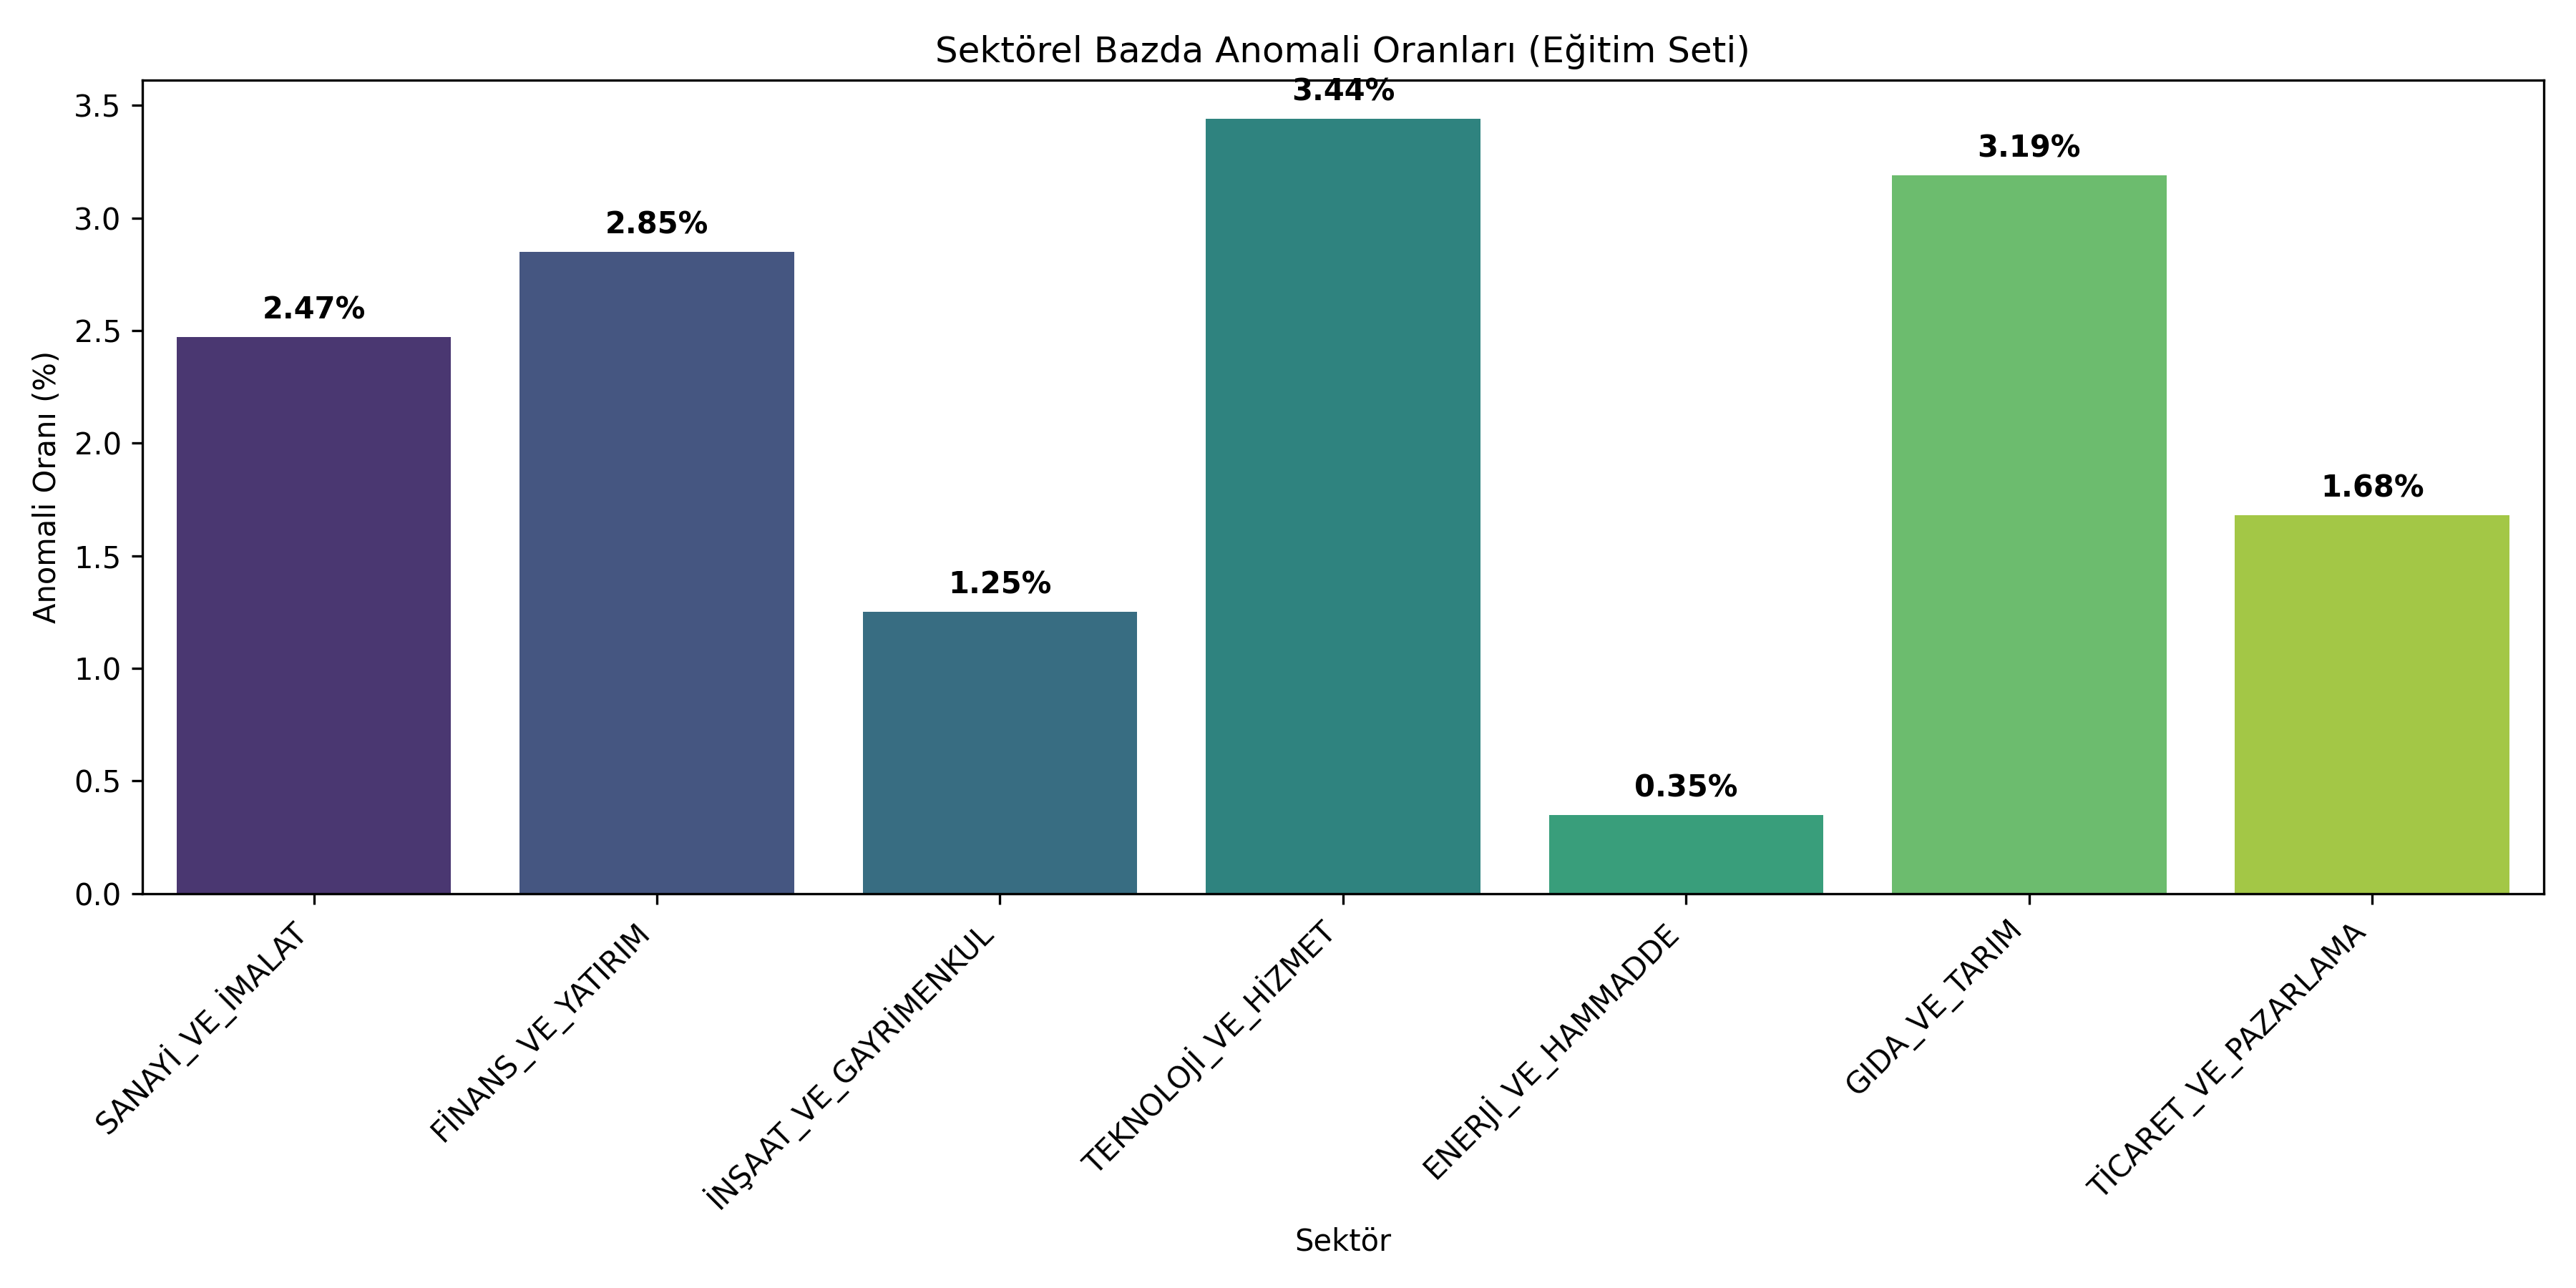 Sektörel Bazda Anomali Oranları (Eğitim Seti)
Anomali Oranı (%)
3.5
3.0
2.5
2.0
1.5
1.0
0.5
0.0
2.47%
2.85%
1.25%
3.44%
0.35%
3.19%
1.68%
SANAYİ_VE_İMALAT
FİNANS_VE_YATIRIM
İNŞAAT_VE_GAYRİMENKUL
TEKNOLOJİ_VE_HİZMET
ENERJİ_VE_HAMMADDE
GIDA_VE_TARIM
TİCARET_VE_PAZARLAMA
Sektör